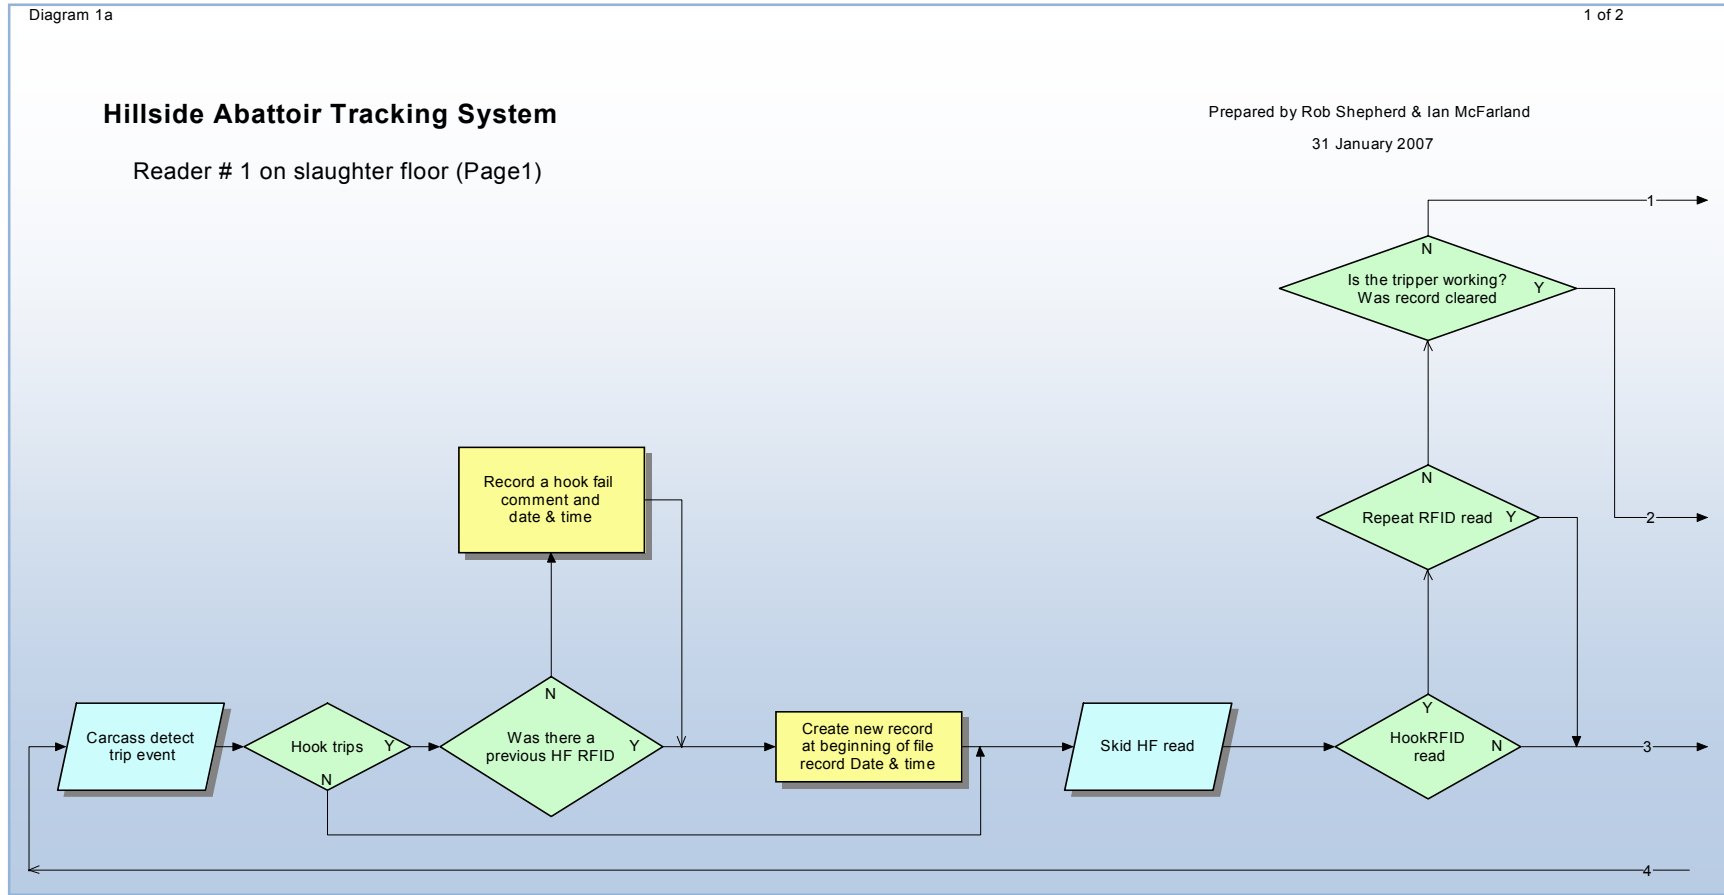 Diagram 1a
1 of 2
Hillside Abattoir Tracking System
Prepared by Rob Shepherd & Ian McFarland
31 January 2007
Reader # 1 on slaughter floor (Page1)
1
N
Is the tripper working?
Was record cleared
Y
Record a hook fail
comment and
date & time
N
Repeat RFID read
Y
2
Carcass detect
trip event
Hook trips
Y
N
N
Was there a
previous HF RFID
Y
Create new record
at beginning of file
record Date & time
Skid HF read
Y
HookRFID
read
N
3
4